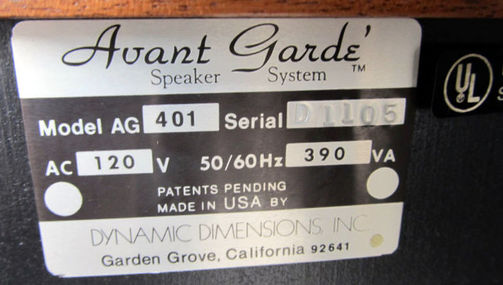 Avant Gardé'™
Speaker System
Model AG 401 Serial D1105
AC 120 V 50/60Hz 390 VA
PATENTS PENDING
MADE IN USA BY
DYNAMIC DIMENSIONS, INC.
Garden Grove, California 92641
UL